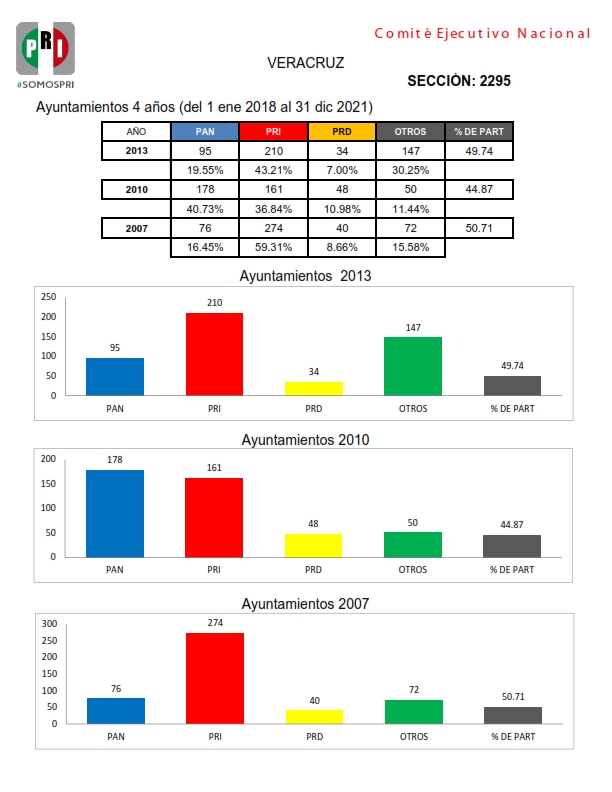 Comité Ejecutivo Nacional
PRI
#SOMOSPRI
VERACRUZ
SECCIÓN: 2295
Ayuntamientos 4 años (del 1 ene 2018 al 31 dic 2021)
AÑO PAN PRI PRD OTROS % DE PART
2013 95 210 34 147 49.74
19.55% 43.21% 7.00% 30.25%
2010 178 161 48 50 44.87
40.73% 36.84% 10.98% 11.44%
2007 76 274 40 72 50.71
16.45% 59.31% 8.66% 15.58%
Ayuntamientos 2013
250
200
150
100
50
0
95 210 34 147 49.74
PAN PRI PRD OTROS % DE PART
Ayuntamientos 2010
200
150
100
50
0
178 161 48 50 44.87
PAN PRI PRD OTROS % DE PART
Ayuntamientos 2007
300
250
200
150
100
50
0
76 274 40 72 50.71
PAN PRI PRD OTROS % DE PART